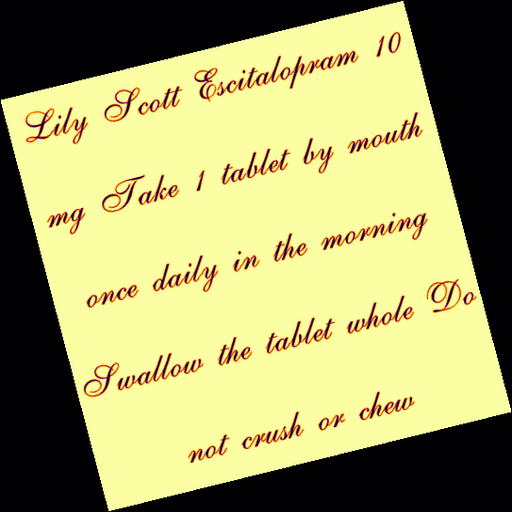 Lily Scott Escitalopram 10
mg Take 1 tablet by mouth
once daily in the morning
Swallow the tablet whole Do
not crush or chew